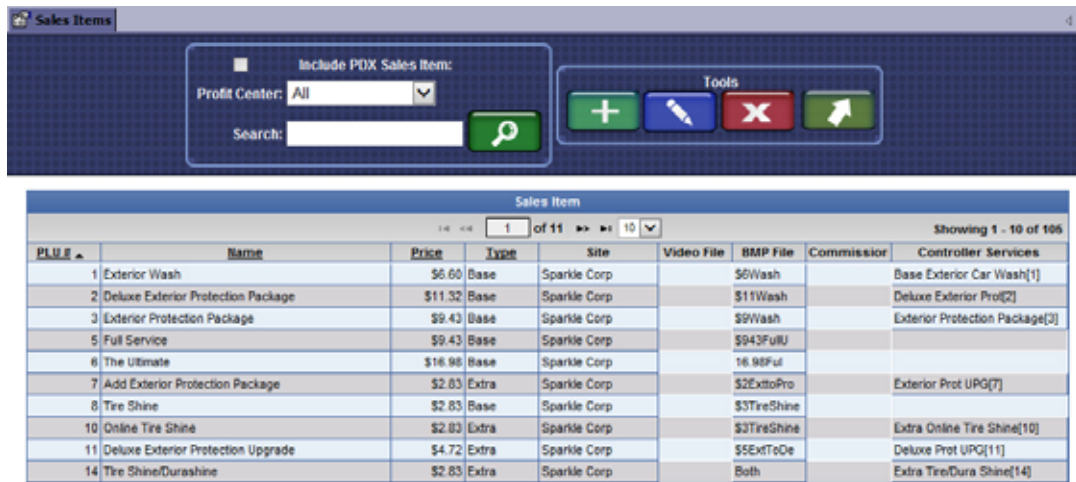 Sales Items
Include PDX Sales Item:
Profit Center: All
Tools
Search:
Sales Item
1 of 11 10 Showing 1 - 10 of 105
PLU # Name Price Type Site Video File BMP File Commission Controller Services
1 Exterior Wash $6.60 Base Sparkle Corp $6Wash Base Exterior Car Wash[1]
2 Deluxe Exterior Protection Package $11.32 Base Sparkle Corp $11Wash Deluxe Exterior Prot[2]
3 Exterior Protection Package $9.43 Base Sparkle Corp $9Wash Exterior Protection Package[3]
5 Full Service $9.43 Base Sparkle Corp $943FullU
6 The Ultimate $16.98 Base Sparkle Corp 16.98Ful
7 Add Exterior Protection Package $2.83 Extra Sparkle Corp $2ExttoPro Exterior Prot UPG[7]
8 Tire Shine $2.83 Base Sparkle Corp $3TireShine
10 Online Tire Shine $2.83 Extra Sparkle Corp $3TireShine Extra Online Tire Shine[10]
11 Deluxe Exterior Protection Upgrade $4.72 Extra Sparkle Corp $5ExtToDe Deluxe Prot UPG[11]
14 Tire Shine/Durashine $2.83 Extra Sparkle Corp Both Extra Tire/Dura Shine[14]